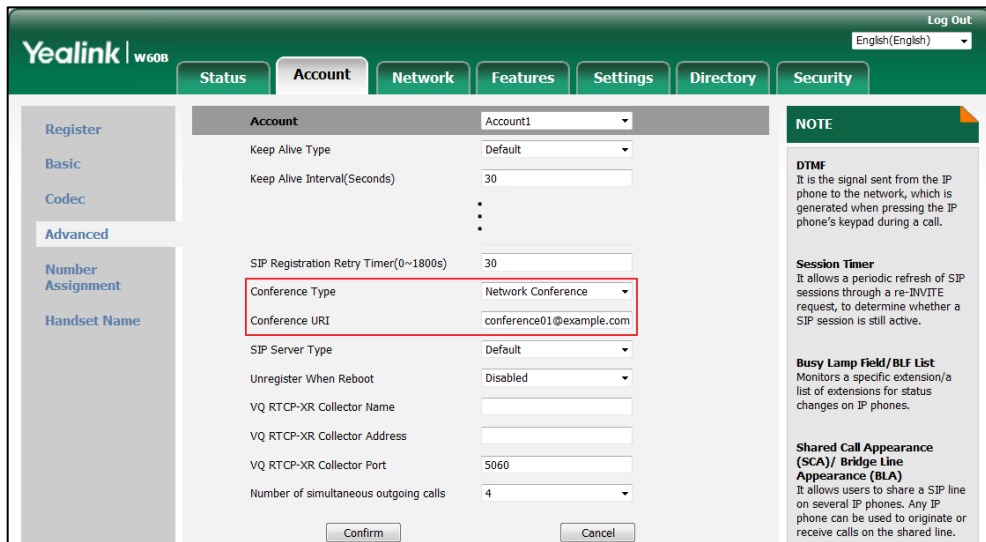 Log Out
Yealink W60B
English(English)
Status Account Network Features Settings Directory Security
Register
Basic
Codec
Advanced
Number
Assignment
Handset Name
Account Account1
Keep Alive Type Default
Keep Alive Interval(Seconds) 30
SIP Registration Retry Timer(0~1800s) 30
Conference Type Network Conference
Conference URI conference01@example.com
SIP Server Type Default
Unregister When Reboot Disabled
VQ RTCP-XR Collector Name
VQ RTCP-XR Collector Address
VQ RTCP-XR Collector Port 5060
Number of simultaneous outgoing calls 4
Confirm Cancel
NOTE
DTMF
It is the signal sent from the IP
phone to the network, which is
generated when pressing the IP
phone's keypad during a call.
Session Timer
It allows a periodic refresh of SIP
sessions through a re-INVITE
request, to determine whether a
SIP session is still active.
Busy Lamp Field/BLF List
Monitors a specific extension/a
list of extensions for status
changes on IP phones.
Shared Call Appearance
(SCA)/ Bridge Line
Appearance (BLA)
It allows users to share a SIP line
on several IP phones. Any IP
phone can be used to originate or
receive calls on the shared line.